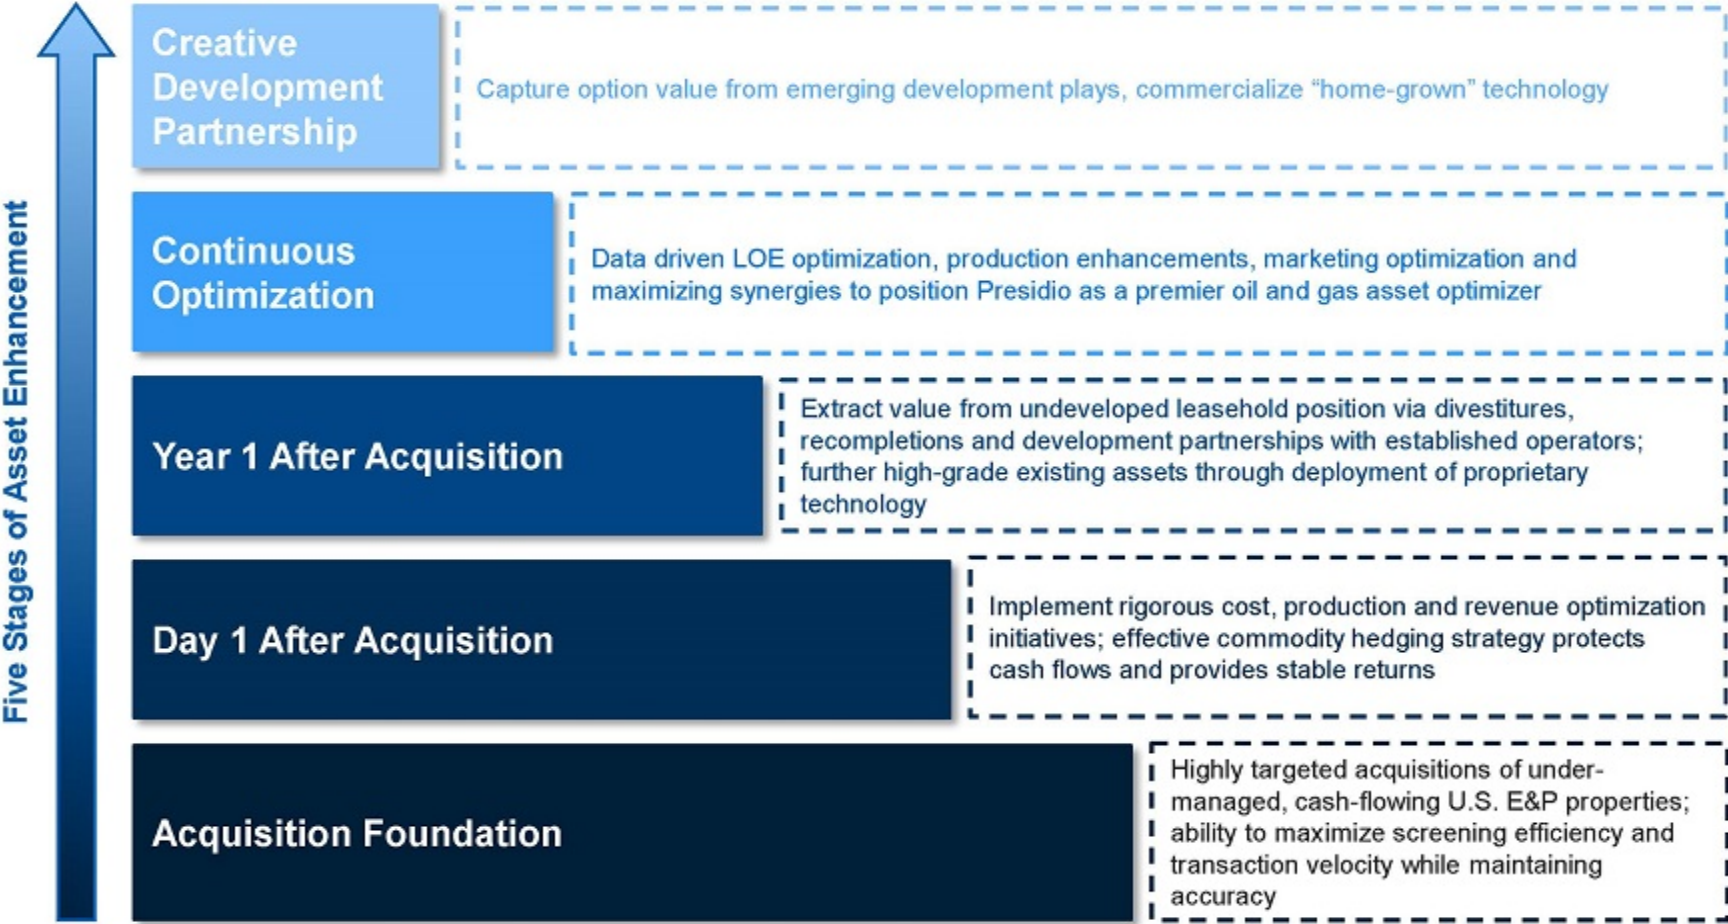 Five Stages of Asset Enhancement
Creative
Development
Partnership
Capture option value from emerging development plays, commercialize “home-grown” technology
Continuous
Optimization
Data driven LOE optimization, production enhancements, marketing optimization and
maximizing synergies to position Presidio as a premier oil and gas asset optimizer
Year 1 After Acquisition
Extract value from undeveloped leasehold position via divestitures,
recompletions and development partnerships with established operators;
further high-grade existing assets through deployment of proprietary
technology
Day 1 After Acquisition
Implement rigorous cost, production and revenue optimization
initiatives; effective commodity hedging strategy protects
cash flows and provides stable returns
Acquisition Foundation
Highly targeted acquisitions of under-
managed, cash-flowing U.S. E&P properties;
ability to maximize screening efficiency and
transaction velocity while maintaining
accuracy